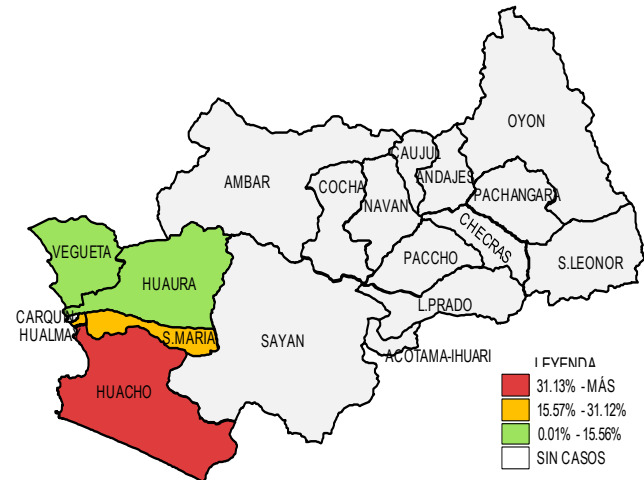 OYON
CAUJUL
AMBAR
COCHA
ANDAJES
NAVAN
PACHANGARA
CHECRAS
VEGUETA
PACCHO
S.LEONOR
HUAURA
L.PRADO
CARQUIN
HUALMA
S.MARIA
SAYAN
ACOTAMA-IHUARI
LEYENDA
HUACHO
31.13% - MÁS
15.57% - 31.12%
0.01% - 15.56%
SIN CASOS